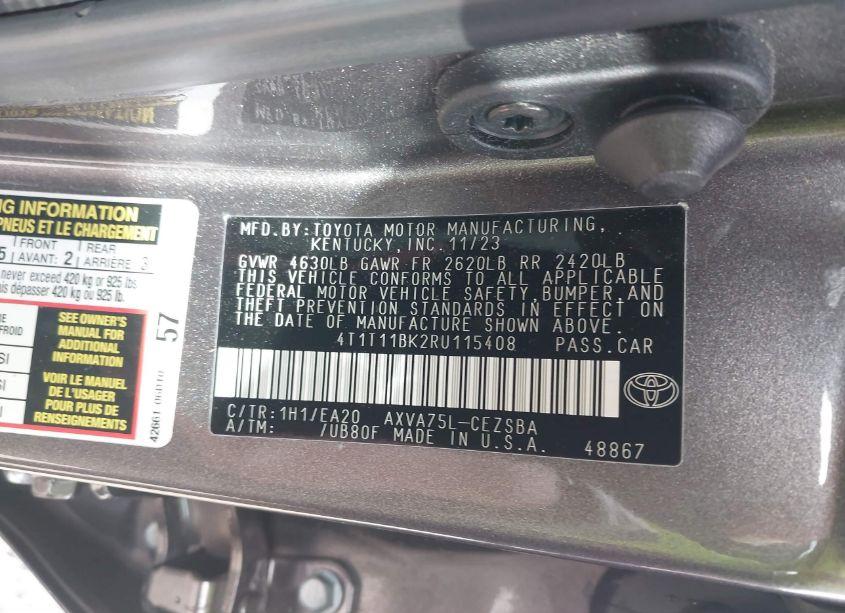 NG INFORMATION
PNEUS ET LE CHARGEMENT
5 FRONT REAR
AVANT: 2 ARRIÈRE 3
never exceed 420 kg or 925 lbs
dépasser 420 kg ou 925 lb.
FROID
SEE OWNER'S
MANUAL FOR
ADDITIONAL
INFORMATION
VOIR LE MANUEL
DE L'USAGER
POUR PLUS DE
RENSEIGNEMENTS
57
MFD.BY:TOYOTA MOTOR MANUFACTURING,
KENTUCKY, INC. 11/23
GVWR 4630LB GAWR FR 2620LB RR 2420LB
THIS VEHICLE CONFORMS TO ALL APPLICABLE
FEDERAL MOTOR VEHICLE SAFETY, BUMPER, AND
THEFT PREVENTION STANDARDS IN EFFECT ON
THE DATE OF MANUFACTURE SHOWN ABOVE.
4T1T11BK2RU115408 PASS.CAR
C/TR: 1H1/EA20 AXVA75L-CEZSBA
A/TM: /UB80F MADE IN U.S.A.
48867